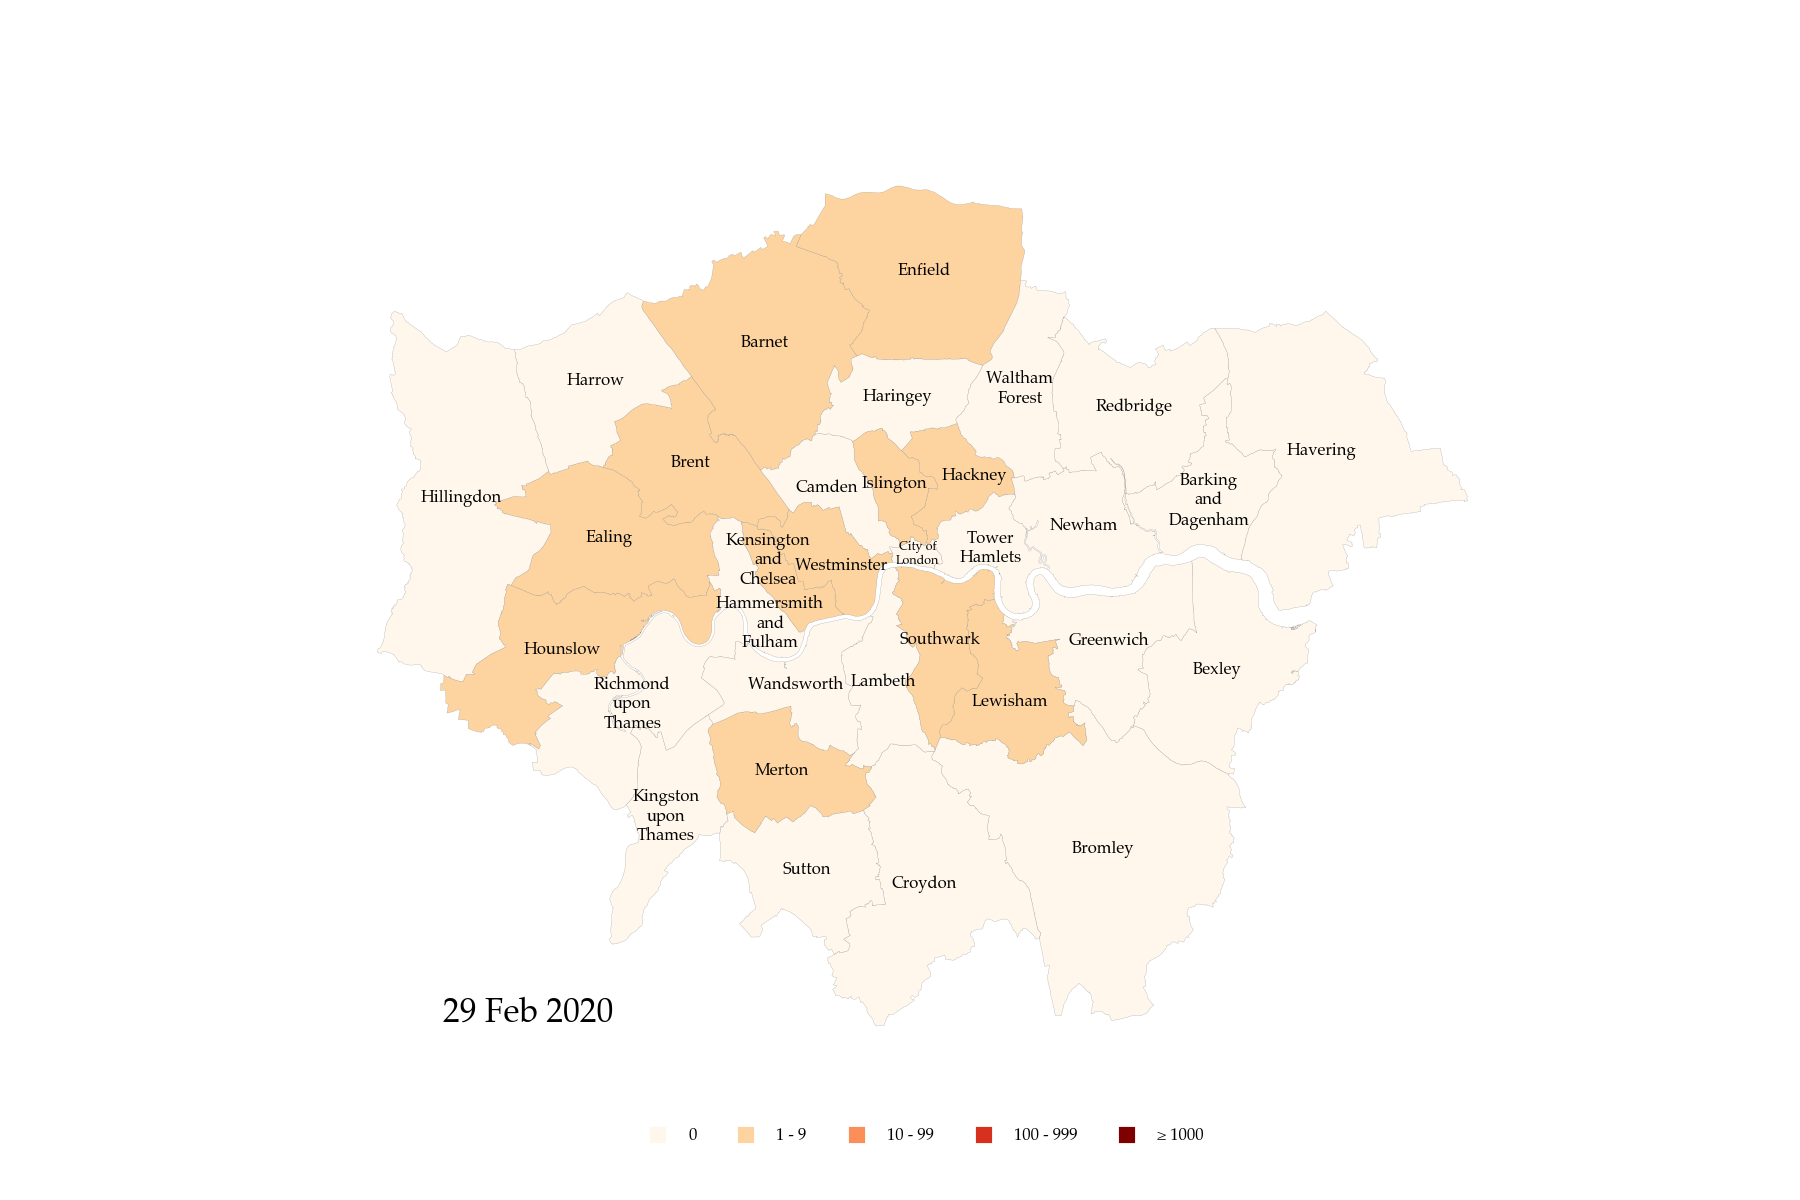 Enfield
Barnet
Harrow
Haringey
Waltham
Forest
Redbridge
Havering
Brent
Hillingdon
Camden
Islington
Hackney
Barking
and
Dagenham
Newham
Ealing
Kensington
and
Chelsea
Westminster
City of
London
Tower
Hamlets
Hammersmith
and
Fulham
Hounslow
Southwark
Greenwich
Bexley
Richmond
upon
Thames
Wandsworth
Lambeth
Lewisham
Merton
Kingston
upon
Thames
Sutton
Croydon
Bromley
29 Feb 2020
0
1 - 9
10 - 99
100 - 999
≥ 1000